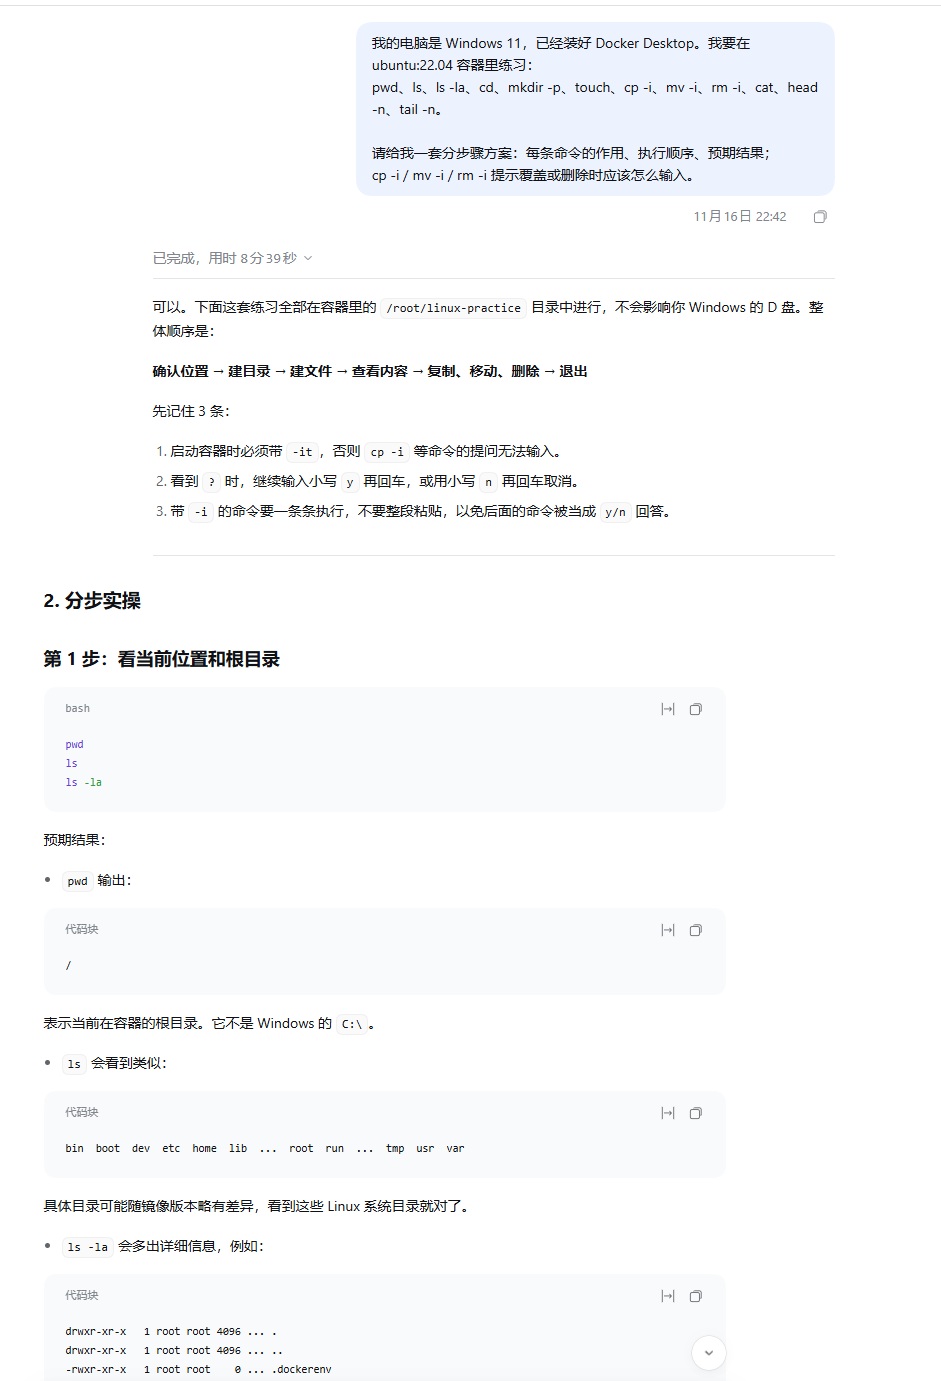 我的电脑是 Windows 11，已经装好 Docker Desktop。我要在
ubuntu:22.04 容器里练习：
pwd、ls、ls -la、cd、mkdir -p、touch、cp -i、mv -i、rm -i、cat、head
-n、tail -n。
请给我一套分步骤方案：每条命令的作用、执行顺序、预期结果；
cp -i / mv -i / rm -i 提示覆盖或删除时应该怎么输入。
11月16日 22:42
已完成，用时 8分39秒
可以。下面这套练习全部在容器里的 /root/linux-practice 目录中进行，不会影响你 Windows 的 D 盘。整
体顺序是：
确认位置 → 建目录 → 建文件 → 查看内容 → 复制、移动、删除 → 退出
先记住 3 条：
1. 启动容器时必须带 -it，否则 cp -i 等命令的提问无法输入。
2. 看到 ? 时，继续输入小写 y 再回车，或用小写 n 再回车取消。
3. 带 -i 的命令要一条条执行，不要整段粘贴，以免后面的命令被当成 y/n 回答。
2. 分步实操
第 1 步：看当前位置和根目录
bash
pwd
ls
ls -la
预期结果：
• pwd 输出：
代码块
/
表示当前在容器的根目录。它不是 Windows 的 C:\。
• ls 会看到类似：
代码块
bin boot dev etc home lib ... root run ... tmp usr var
具体目录可能随镜像版本略有差异，看到这些 Linux 系统目录就对了。
• ls -la 会多出详细信息，例如：
代码块
drwxr-xr-x 1 root root 4096 ... .
drwxr-xr-x 1 root root 4096 ... ..
-rwxr-xr-x 1 root root 0 ... .dockerenv